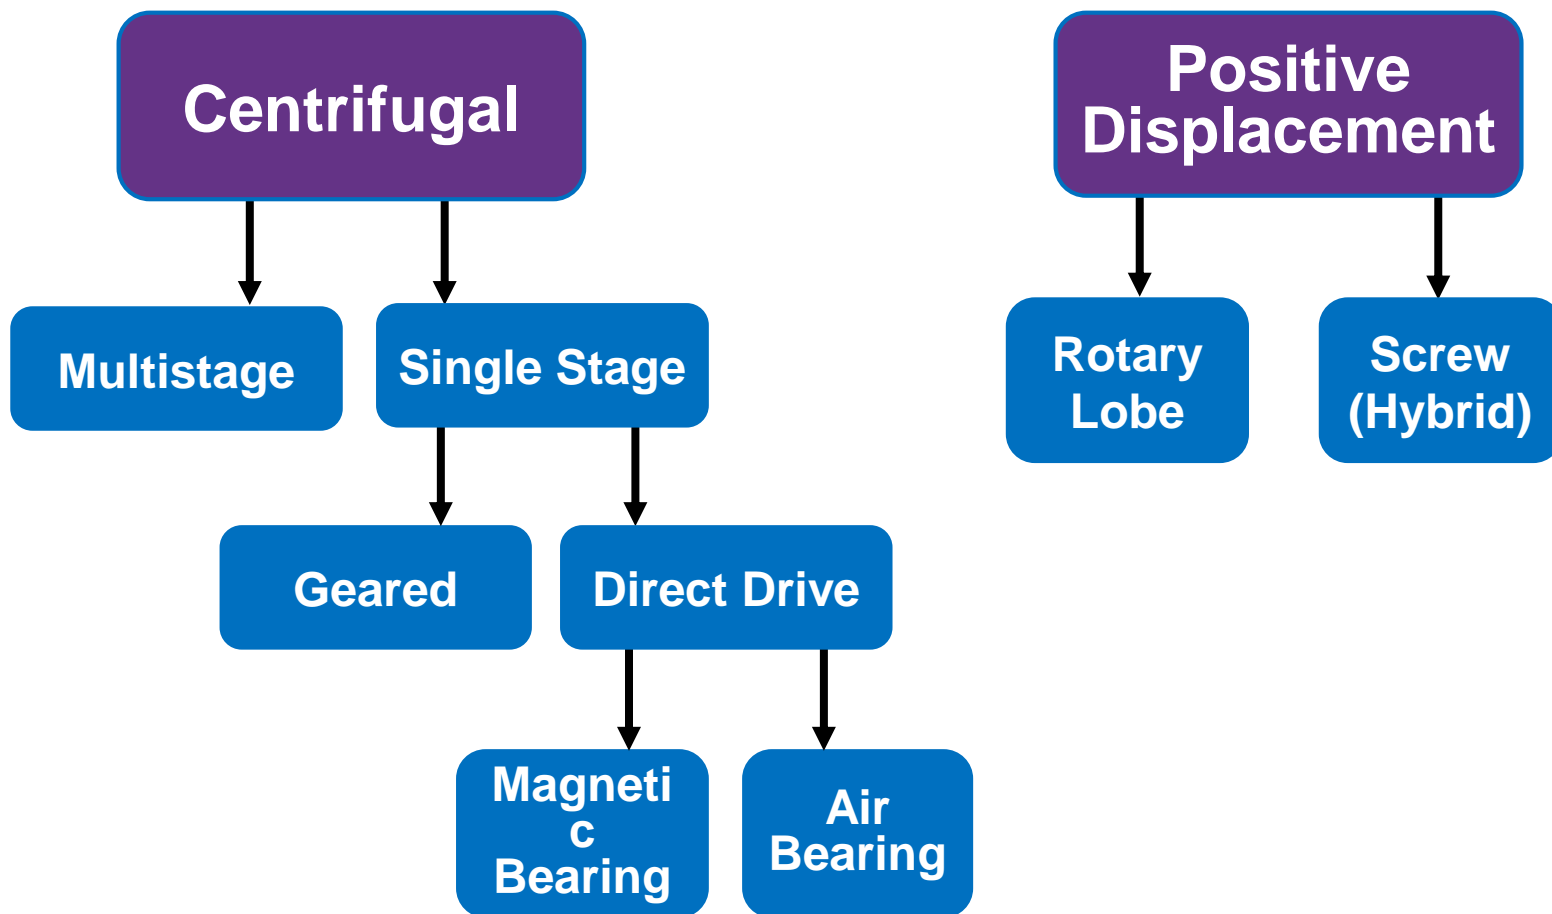 Centrifugal
Positive
Displacement
Multistage
Single Stage
Rotary
Lobe
Screw
(Hybrid)
Geared
Direct Drive
Magneti
c
Bearing
Air
Bearing